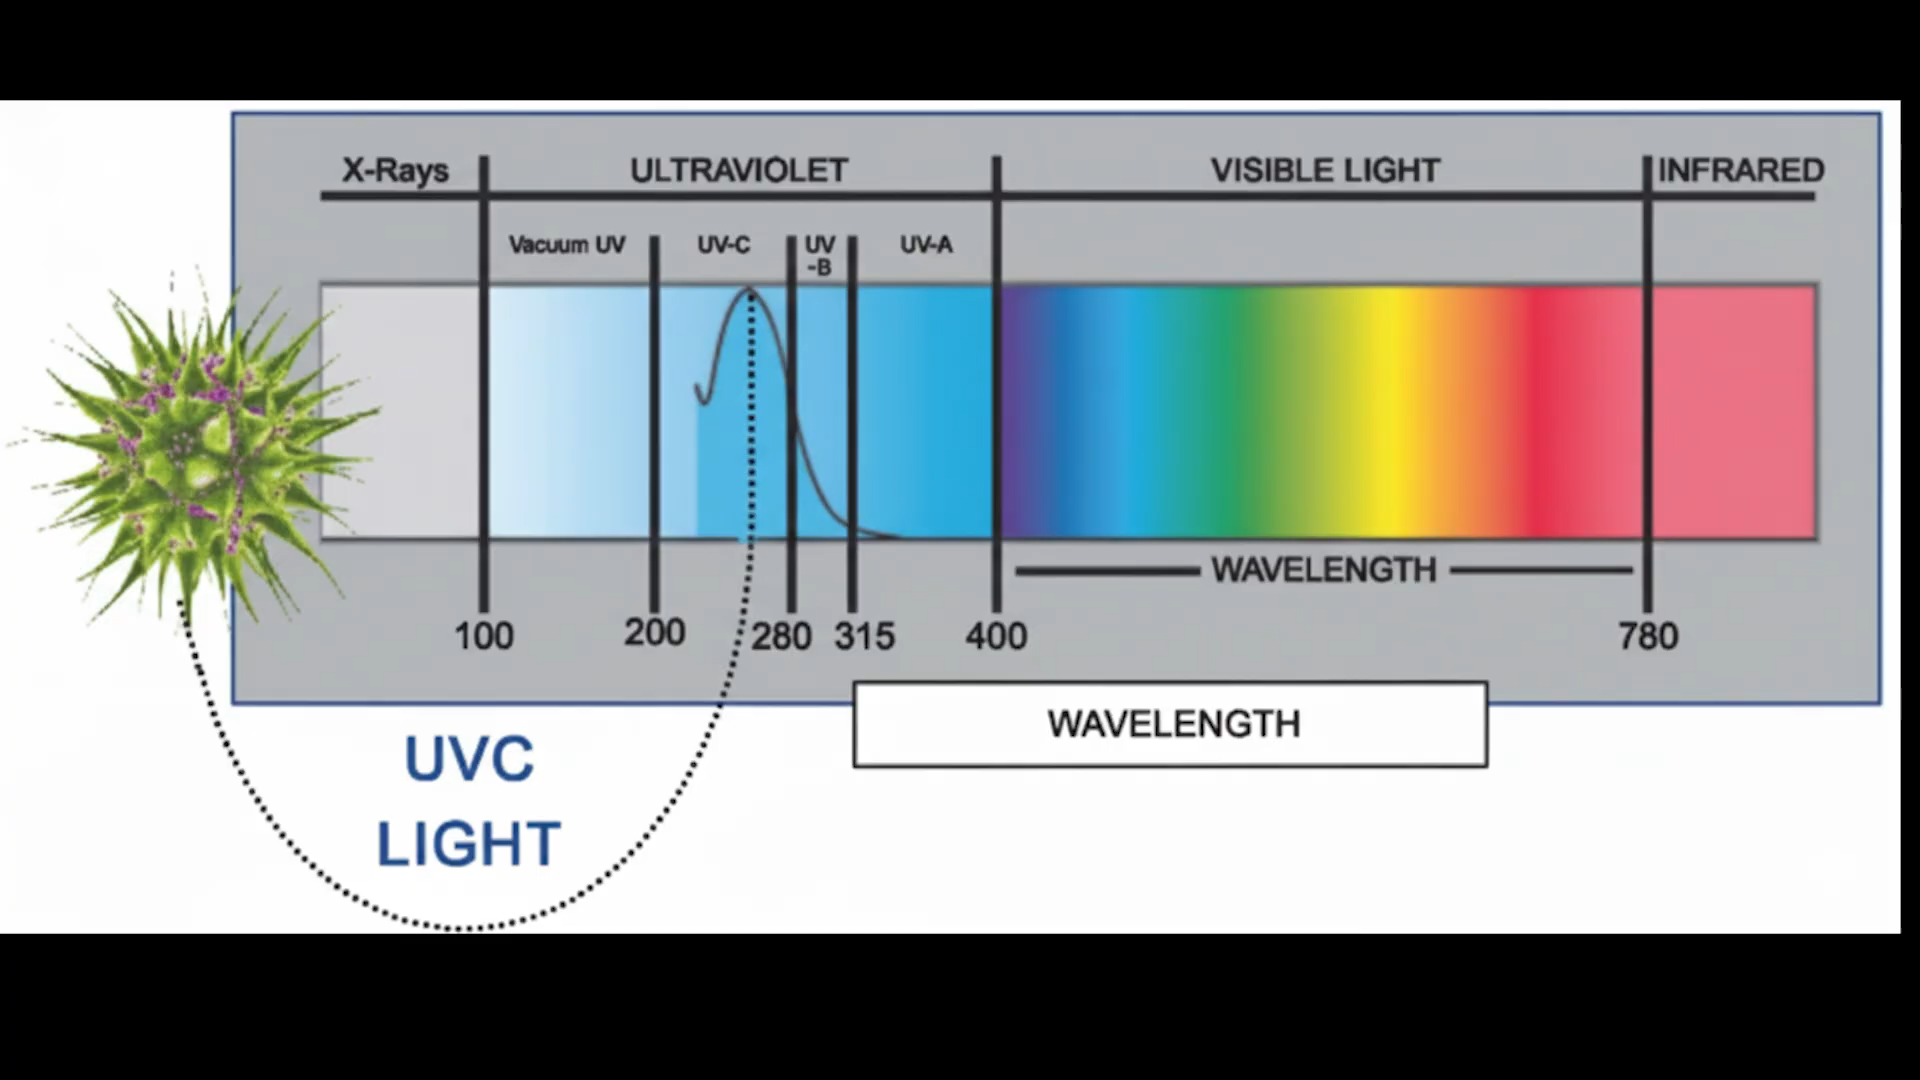 X-Rays ULTRAVIOLET VISIBLE LIGHT INFRARED
Vacuum UV UV-C UV-B UV-A
WAVELENGTH
100 200 280 315 400 780
WAVELENGTH
UVC
LIGHT